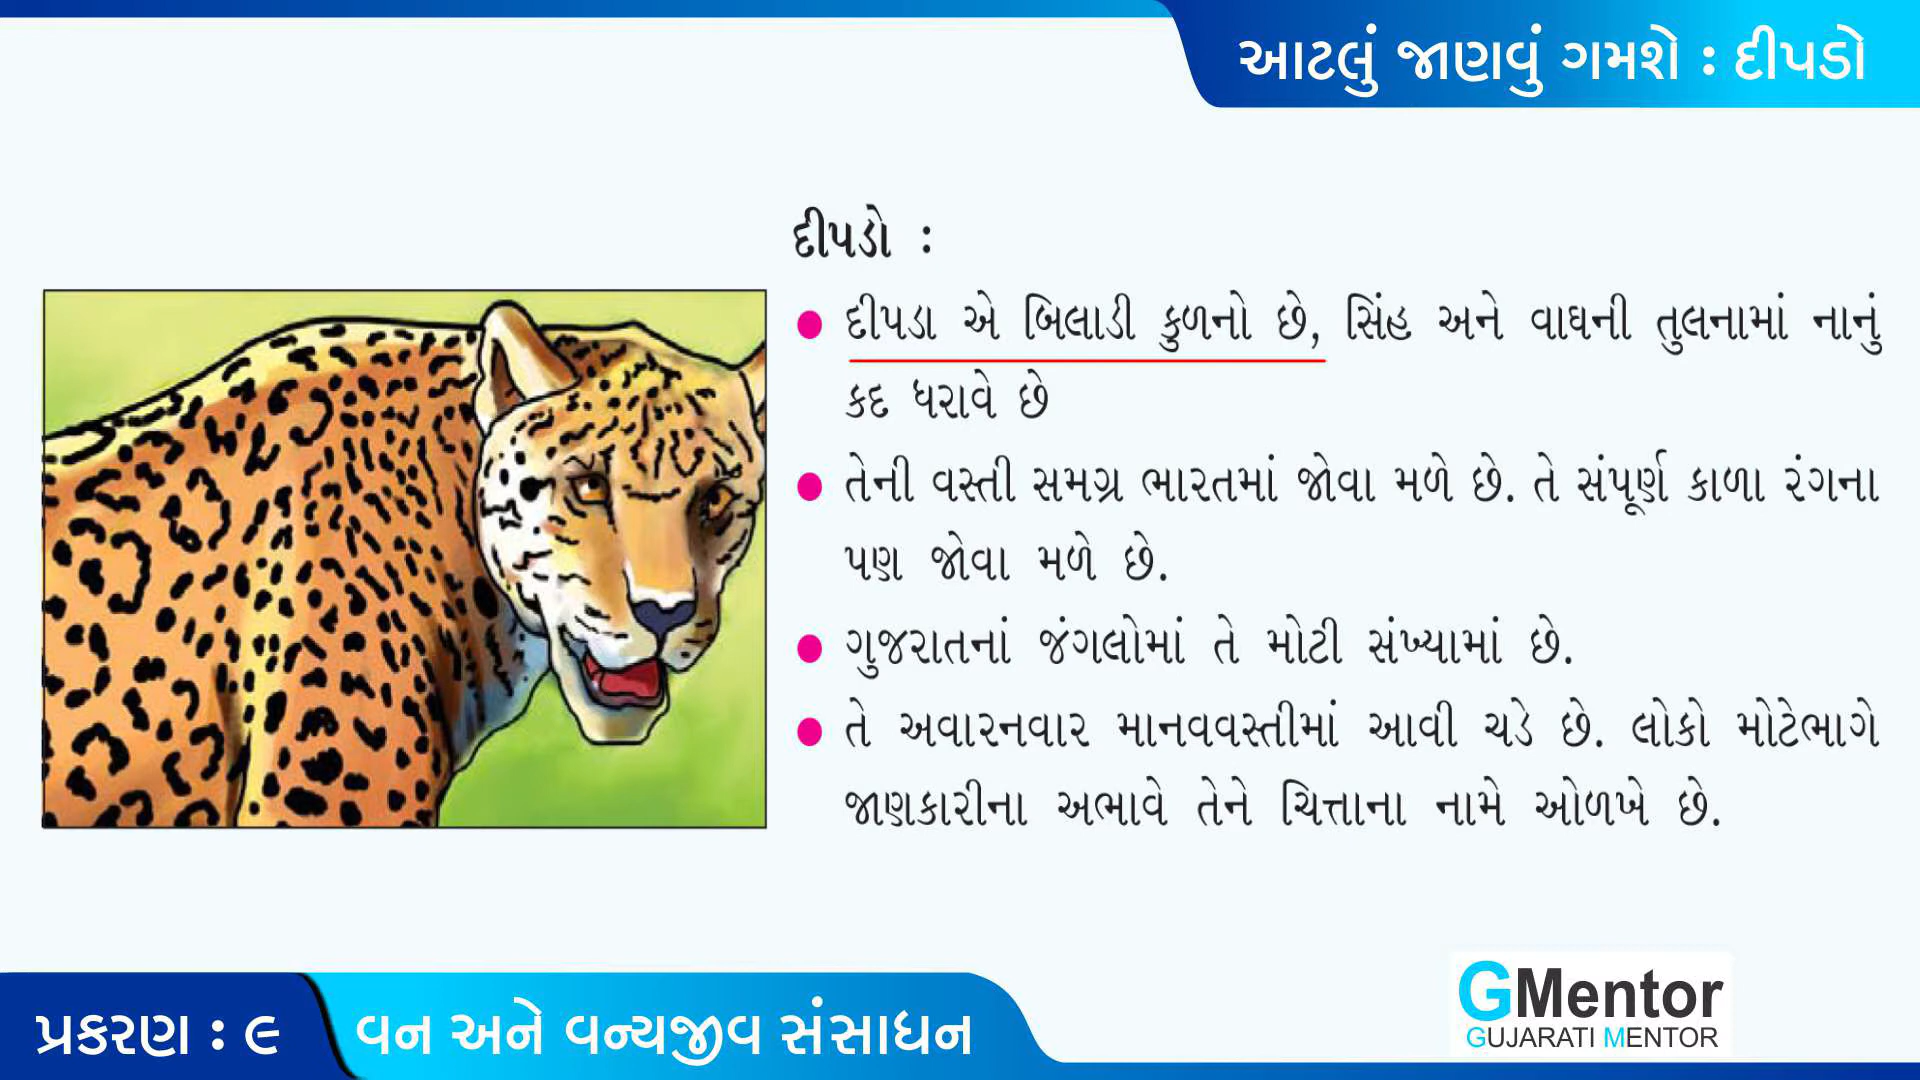 આટલું જાણવું ગમશે : દીપડો
દીપડો :
● દીપડા એ બિલાડી કુળનો છે, સિંહ અને વાઘની તુલનામાં નાનું
કદ ધરાવે છે
● તેની વસ્તી સમગ્ર ભારતમાં જોવા મળે છે. તે સંપૂર્ણ કાળા રંગના
પણ જોવા મળે છે.
● ગુજરાતનાં જંગલોમાં તે મોટી સંખ્યામાં છે.
● તે અવારનવાર માનવવસ્તીમાં આવી ચડે છે. લોકો મોટેભાગે
જાણકારીના અભાવે તેને ચિત્તાના નામે ઓળખે છે.
પ્રકરણ : ૯ વન અને વન્યજીવ સંસાધન
GMentor
GUJARATI MENTOR